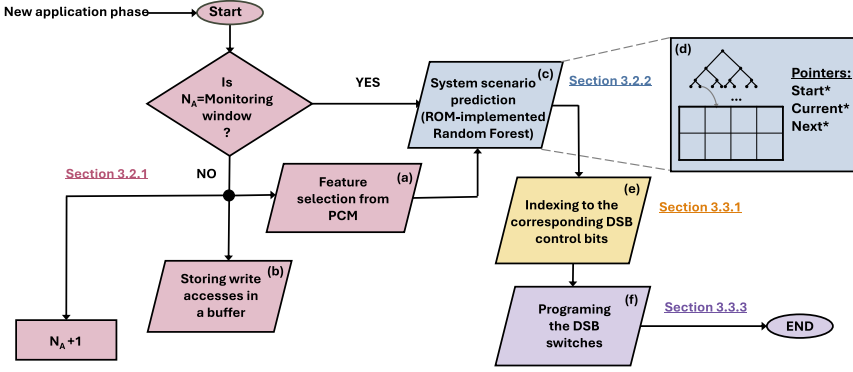 New application phase
Start
Is
N_A=Monitoring
window
?
YES
NO
Section 3.2.1
(a)
Feature
selection from
PCM
(b)
Storing write
accesses in
a buffer
N_A +1
(c)
System scenario
prediction
(ROM-implemented
Random Forest)
Section 3.2.2
(d)
...
Pointers:
Start*
Current*
Next*
(e)
Indexing to the
corresponding DSB
control bits
Section 3.3.1
(f)
Programing
the DSB
switches
Section 3.3.3
END